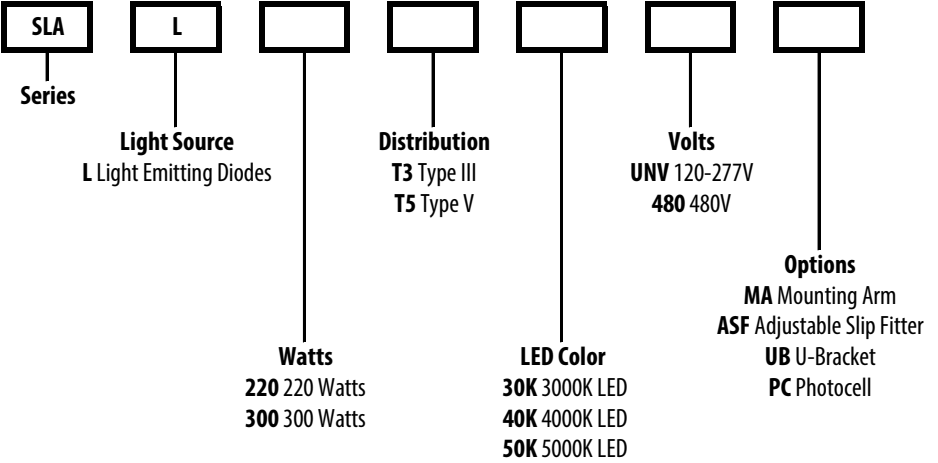 SLA
L
Series
Light Source
L Light Emitting Diodes
Watts
220 220 Watts
300 300 Watts
Distribution
T3 Type III
T5 Type V
LED Color
30K 3000K LED
40K 4000K LED
50K 5000K LED
Volts
UNV 120-277V
480 480V
Options
MA Mounting Arm
ASF Adjustable Slip Fitter
UB U-Bracket
PC Photocell